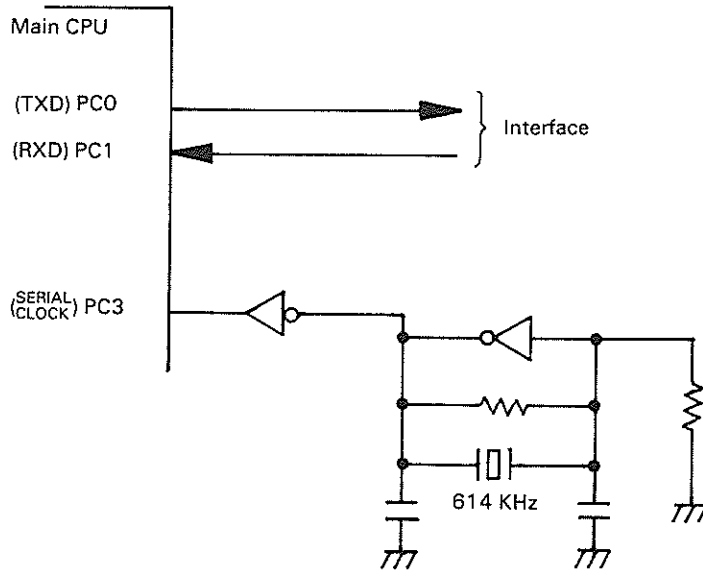 Main CPU
(TXD) PC0
(RXD) PC1
Interface
(SERIAL
CLOCK) PC3
614 KHz